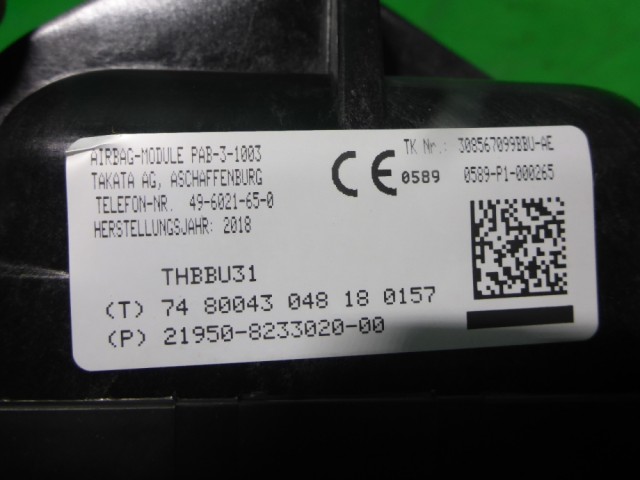 AIRBAG-MODULE PAB-3-1003
TAKATA AG, ASCHAFFENBURG
TELEFON-NR. 49-6021-65-0
HERSTELLUNGSJAHR: 2018
CE 0589
TK Nr.: 308567099BBU-AE
0589-P1-000265
THBBU31
(T) 74 80043 048 18 0157
(P) 21950-8233020-00